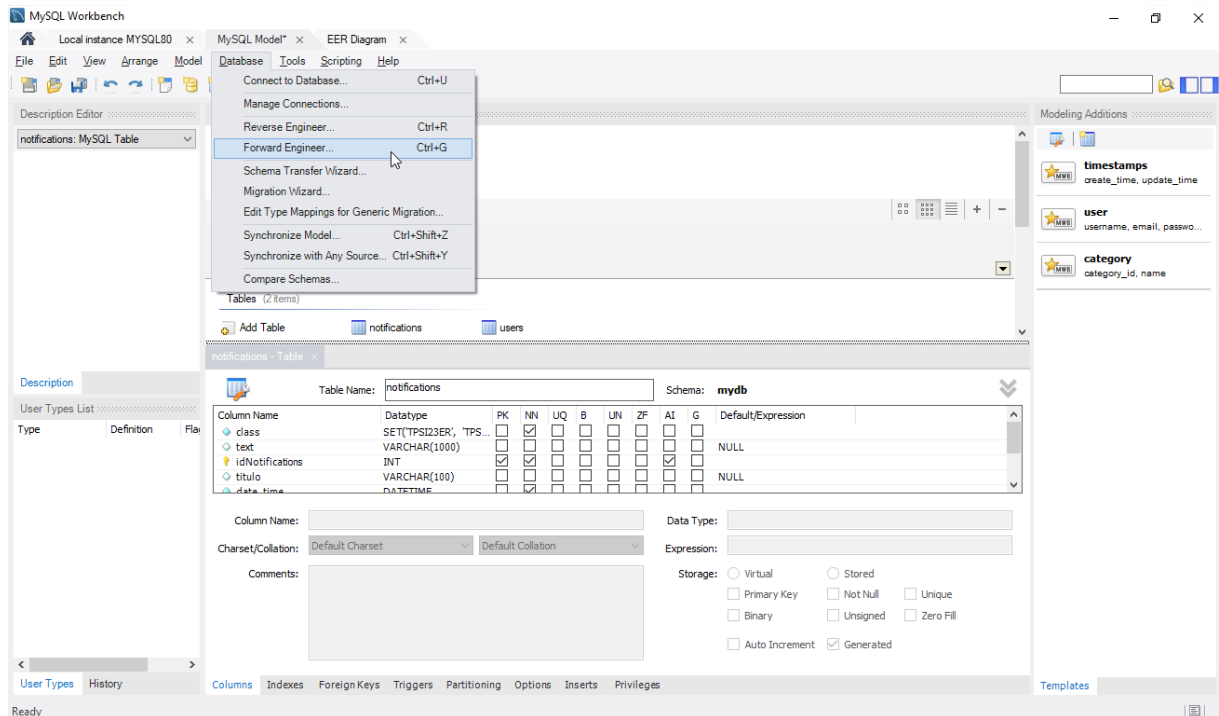 MySQL Workbench
Local instance MYSQL80 × MySQL Model* × EER Diagram ×
File Edit View Arrange Model Database Tools Scripting Help
Connect to Database... Ctrl+U
Manage Connections...
Reverse Engineer... Ctrl+R
Forward Engineer... Ctrl+G
Schema Transfer Wizard...
Migration Wizard...
Edit Type Mappings for Generic Migration...
Synchronize Model... Ctrl+Shift+Z
Synchronize with Any Source... Ctrl+Shift+Y
Compare Schemas...
Description Editor
notifications: MySQL Table
Description
User Types List
Type Definition Fla
User Types History
Tables (2 items)
Add Table notifications users
notifications - Table ×
Table Name: notifications Schema: mydb
Column Name Datatype PK NN UQ B UN ZF AI G Default/Expression
class SET('TPSI23ER', 'TPS...
text VARCHAR(1000) NULL
idNotifications INT
titulo VARCHAR(100) NULL
date_time DATETIME
Column Name: Data Type:
Charset/Collation: Default Charset Default Collation Expression:
Comments: Storage: Virtual Stored
Primary Key Not Null Unique
Binary Unsigned Zero Fill
Auto Increment Generated
Columns Indexes Foreign Keys Triggers Partitioning Options Inserts Privileges
Modeling Additions
MWB timestamps
create_time, update_time
MWB user
username, email, passwo...
MWB category
category_id, name
Templates
Ready